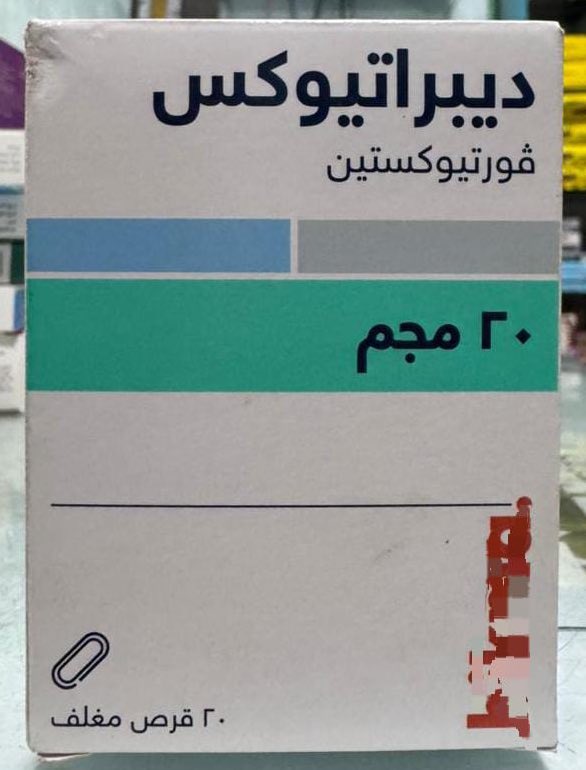 ديبراتيوكس
ڤورتيوكستين
٢٠ مجم
٢٠ قرص مغلف